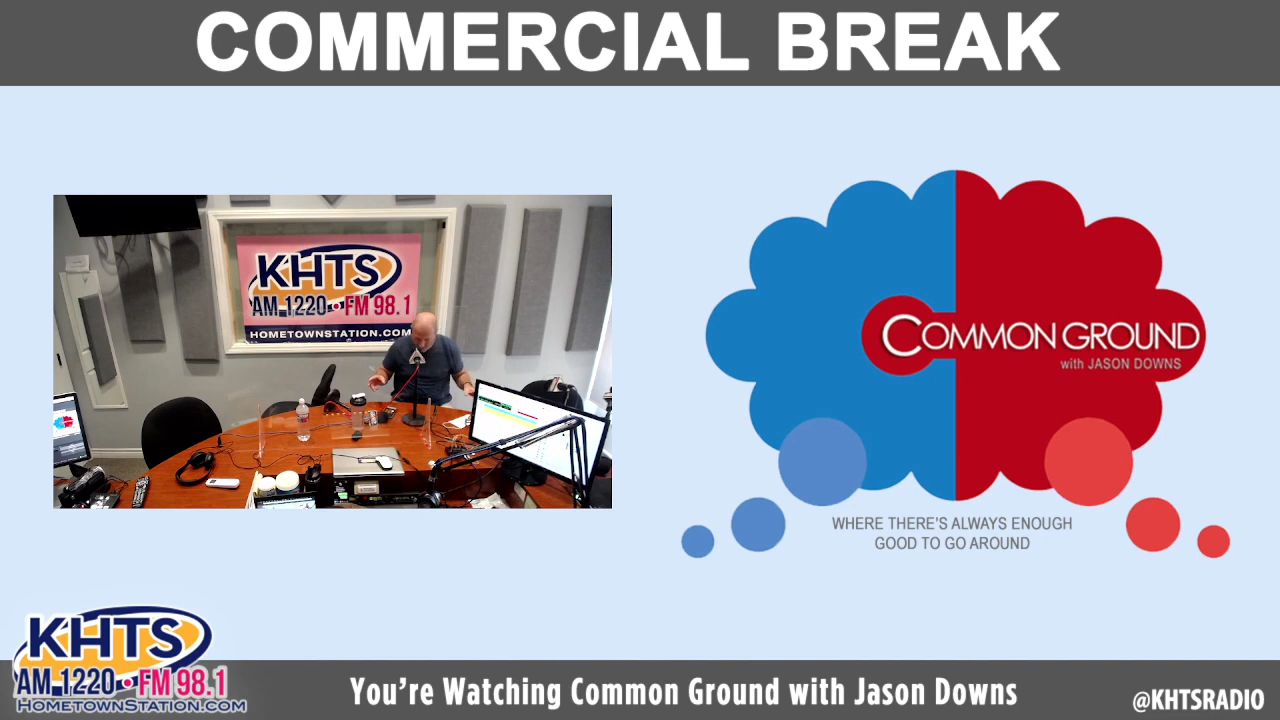 COMMERCIAL BREAK
KHTS
AM 1220 • FM 98.1
HOMETOWNSTATION.COM
COMMON GROUND
with JASON DOWNS
WHERE THERE'S ALWAYS ENOUGH
GOOD TO GO AROUND
KHTS
AM 1220 • FM 98.1
HOMETOWNSTATION.COM
You're Watching Common Ground with Jason Downs
@KHTSRADIO